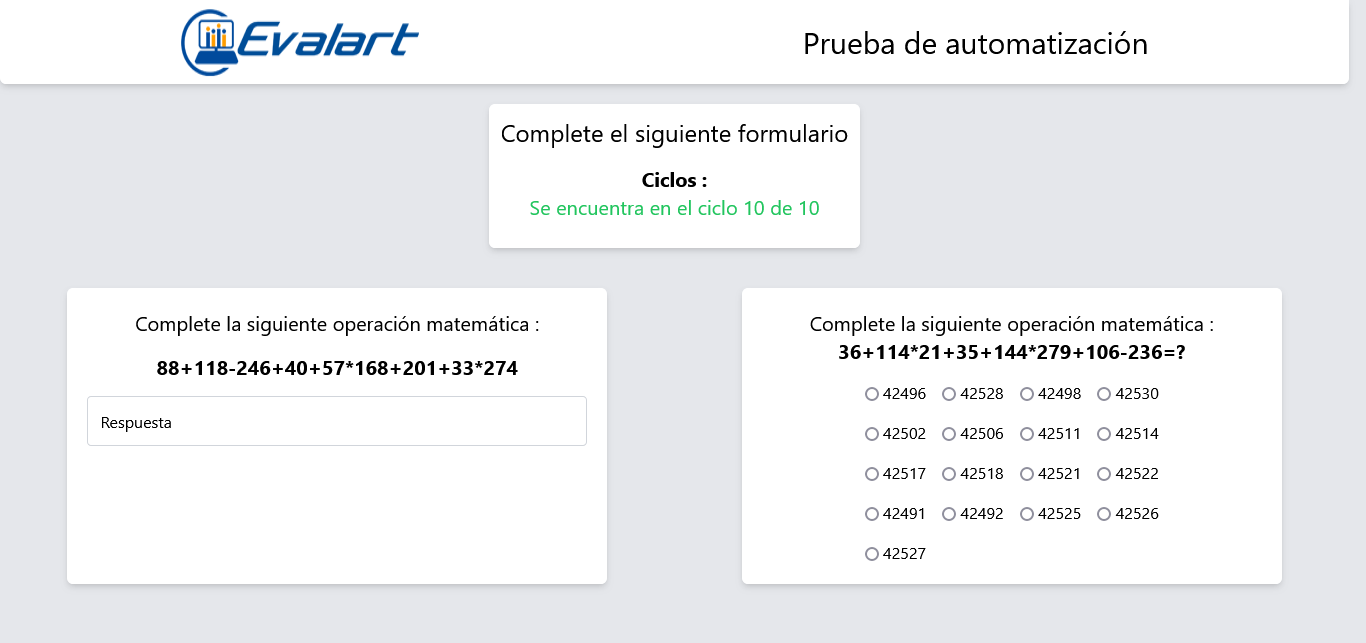 Evalart
Prueba de automatización
Complete el siguiente formulario
Ciclos :
Se encuentra en el ciclo 10 de 10
Complete la siguiente operación matemática :
88+118-246+40+57*168+201+33*274
Respuesta
Complete la siguiente operación matemática :
36+114*21+35+144*279+106-236=?
42496 42528 42498 42530
42502 42506 42511 42514
42517 42518 42521 42522
42491 42492 42525 42526
42527